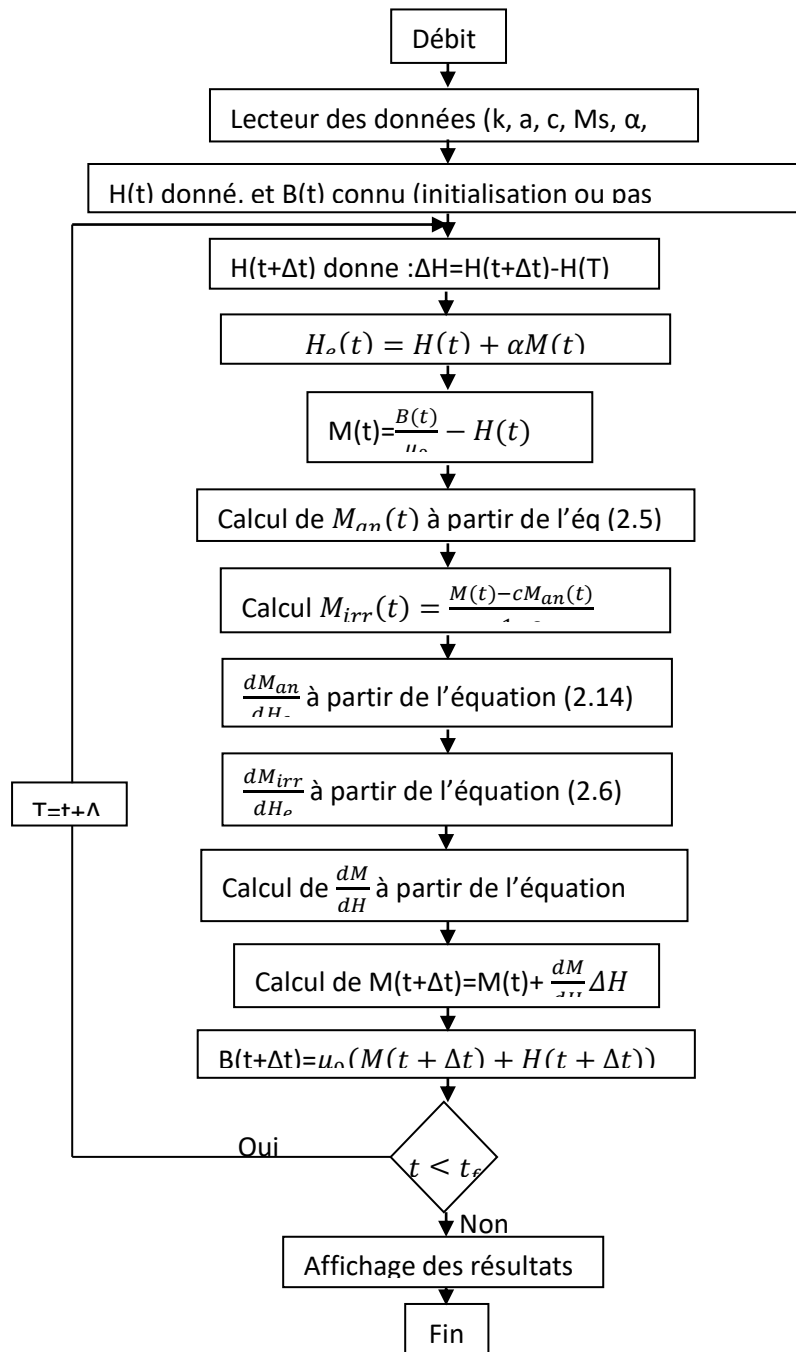 Débit
Lecteur des données (k, a, c, Ms, α,
H(t) donné, et B(t) connu (initialisation ou pas
H(t+Δt) donne :ΔH=H(t+Δt)-H(T)
H_e(t) = H(t) + αM(t)
M(t)=B(t)/μ₀ − H(t)
Calcul de M_an(t) à partir de l'éq (2.5)
Calcul M_irr(t) = M(t)−cM_an(t)
dM_an/dH_e à partir de l'équation (2.14)
dM_irr/dH_e à partir de l'équation (2.6)
T=t+Δ
Calcul de dM/dH à partir de l'équation
Calcul de M(t+Δt)=M(t)+ dM/dH ΔH
B(t+Δt)=μ₀(M(t + Δt) + H(t + Δt))
Oui
t < t_f
Non
Affichage des résultats
Fin